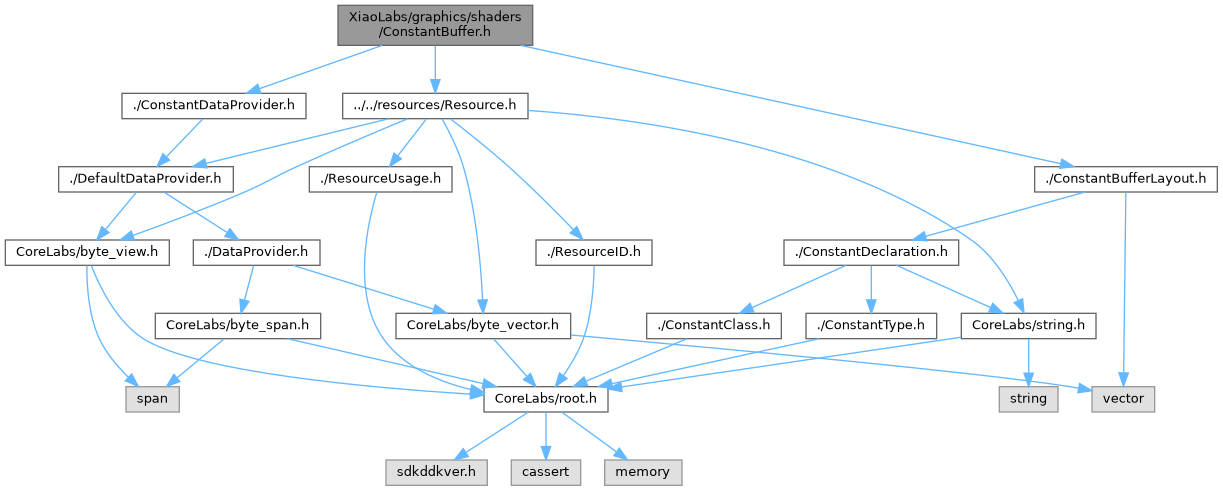 XiaoLabs/graphics/shaders
/ConstantBuffer.h
./ConstantDataProvider.h
../../resources/Resource.h
./DefaultDataProvider.h
./ResourceUsage.h
./ConstantBufferLayout.h
CoreLabs/byte_view.h
./DataProvider.h
./ResourceID.h
./ConstantDeclaration.h
CoreLabs/byte_span.h
CoreLabs/byte_vector.h
./ConstantClass.h
./ConstantType.h
CoreLabs/string.h
span
CoreLabs/root.h
string
vector
sdkddkver.h
cassert
memory